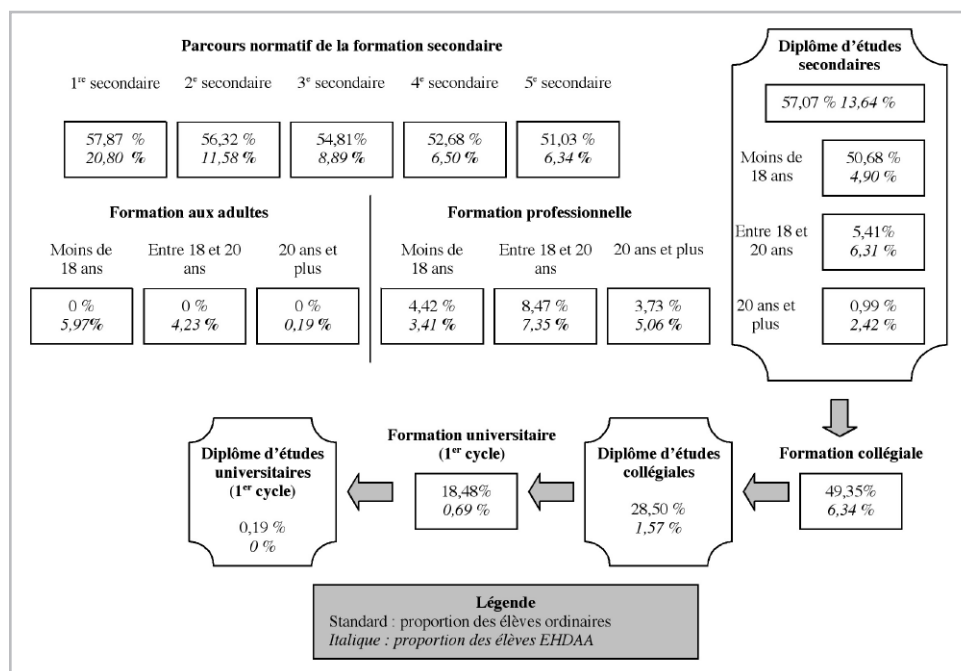 Parcours normatif de la formation secondaire
1re secondaire 2e secondaire 3e secondaire 4e secondaire 5e secondaire
57,87 % 56,32 % 54,81% 52,68 % 51,03 %
20,80 % 11,58 % 8,89 % 6,50 % 6,34 %
Formation aux adultes
Moins de 18 ans
Entre 18 et 20 ans
20 ans et plus
0 % 0 % 0 %
5,97% 4,23 % 0,19 %
Formation professionnelle
Moins de 18 ans
Entre 18 et 20 ans
20 ans et plus
4,42 % 8,47 % 3,73 %
3,41 % 7,35 % 5,06 %
Diplôme d'études
secondaires
57,07 % 13,64 %
Moins de 50,68 %
18 ans 4,90 %
Entre 18 et 5,41%
20 ans 6,31 %
20 ans et 0,99 %
plus 2,42 %
Formation collégiale
49,35%
6,34 %
Diplôme d'études
collégiales
28,50 %
1,57 %
Formation universitaire
(1er cycle)
18,48%
0,69 %
Diplôme d'études
universitaires
(1er cycle)
0,19 %
0 %
Légende
Standard : proportion des élèves ordinaires
Italique : proportion des élèves EHDAA